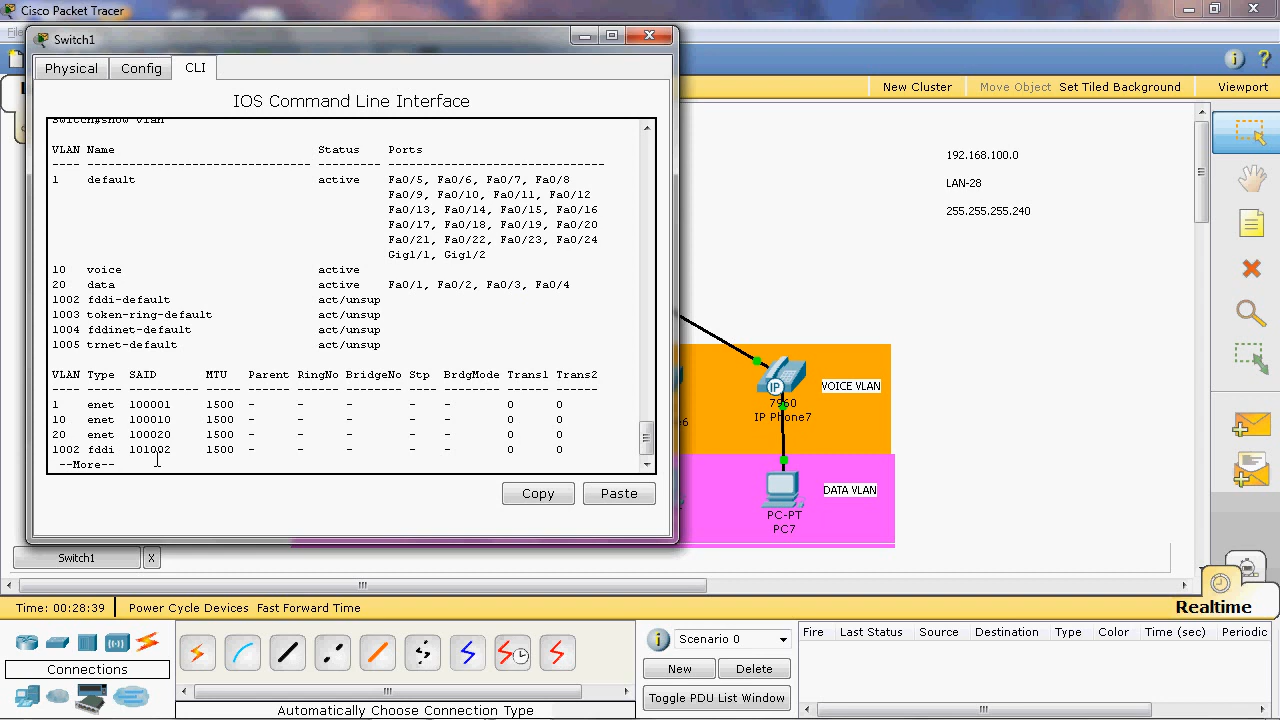 Cisco Packet Tracer
Switch1
Physical
Config
CLI
IOS Command Line Interface
Switch#show vlan
VLAN Name Status Ports
---- -------------------------------- --------- -------------------------------
1 default active Fa0/5, Fa0/6, Fa0/7, Fa0/8
Fa0/9, Fa0/10, Fa0/11, Fa0/12
Fa0/13, Fa0/14, Fa0/15, Fa0/16
Fa0/17, Fa0/18, Fa0/19, Fa0/20
Fa0/21, Fa0/22, Fa0/23, Fa0/24
Gig1/1, Gig1/2
10 voice active
20 data active Fa0/1, Fa0/2, Fa0/3, Fa0/4
1002 fddi-default act/unsup
1003 token-ring-default act/unsup
1004 fddinet-default act/unsup
1005 trnet-default act/unsup
VLAN Type SAID MTU Parent RingNo BridgeNo Stp BrdgMode Trans1 Trans2
---- ----- ---------- ----- ------ ------ -------- ---- -------- ------ ------
1 enet 100001 1500 - - - - - 0 0
10 enet 100010 1500 - - - - - 0 0
20 enet 100020 1500 - - - - - 0 0
1002 fddi 101002 1500 - - - - - 0 0
--More--
Copy
Paste
Switch1
X
New Cluster
Move Object
Set Tiled Background
Viewport
192.168.100.0
LAN-28
255.255.255.240
IP
7960
IP Phone7
VOICE VLAN
PC-PT
PC7
DATA VLAN
Time: 00:28:39
Power Cycle Devices
Fast Forward Time
Realtime
Connections
Automatically Choose Connection Type
Scenario 0
New
Delete
Toggle PDU List Window
Fire Last Status Source Destination Type Color Time (sec) Periodic